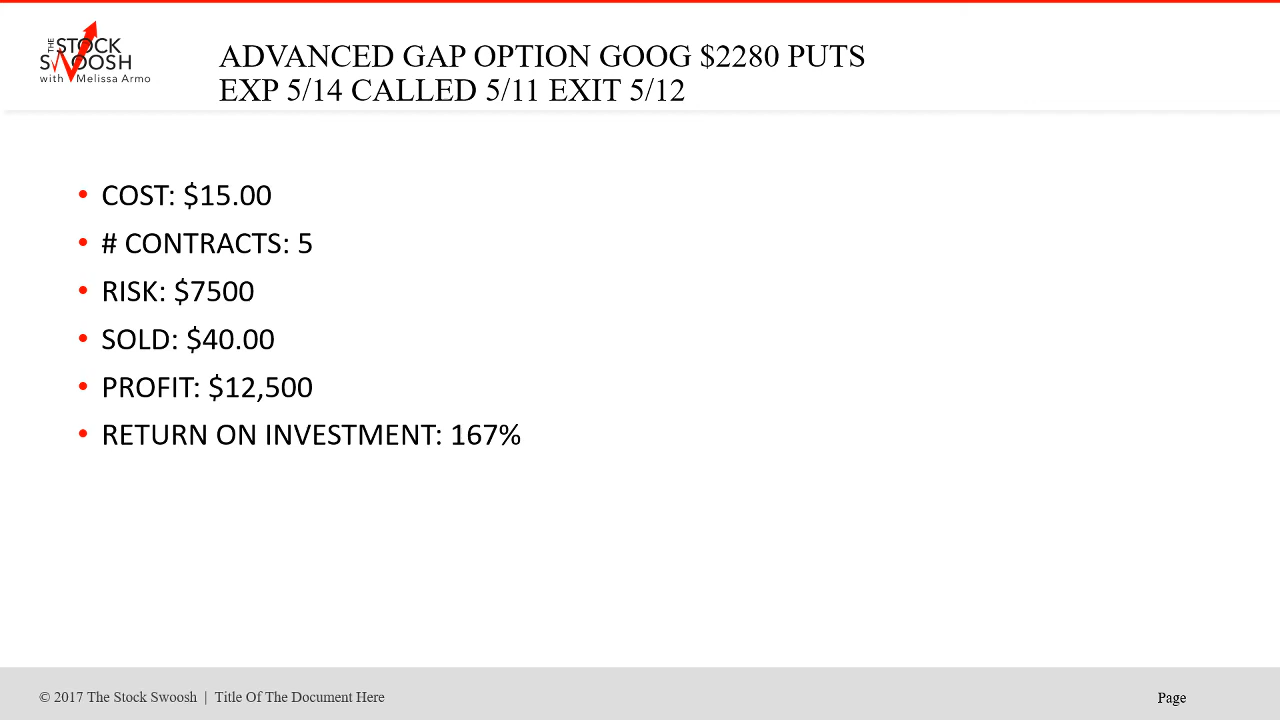 THE
STOCK
SWOOSH
with Melissa Armo
ADVANCED GAP OPTION GOOG $2280 PUTS
EXP 5/14 CALLED 5/11 EXIT 5/12
• COST: $15.00
• # CONTRACTS: 5
• RISK: $7500
• SOLD: $40.00
• PROFIT: $12,500
• RETURN ON INVESTMENT: 167%
© 2017 The Stock Swoosh | Title Of The Document Here
Page